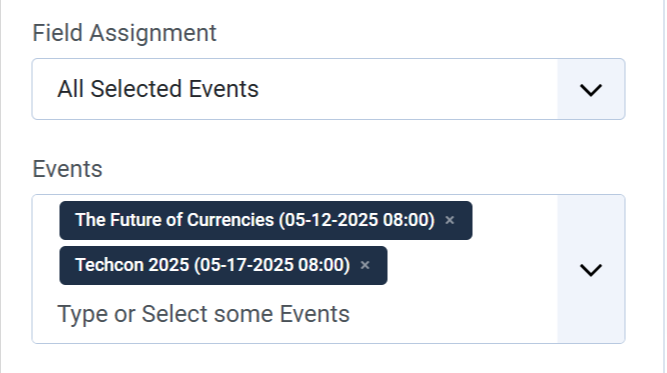 Field Assignment
All Selected Events
Events
The Future of Currencies (05-12-2025 08:00) ×
Techcon 2025 (05-17-2025 08:00) ×
Type or Select some Events